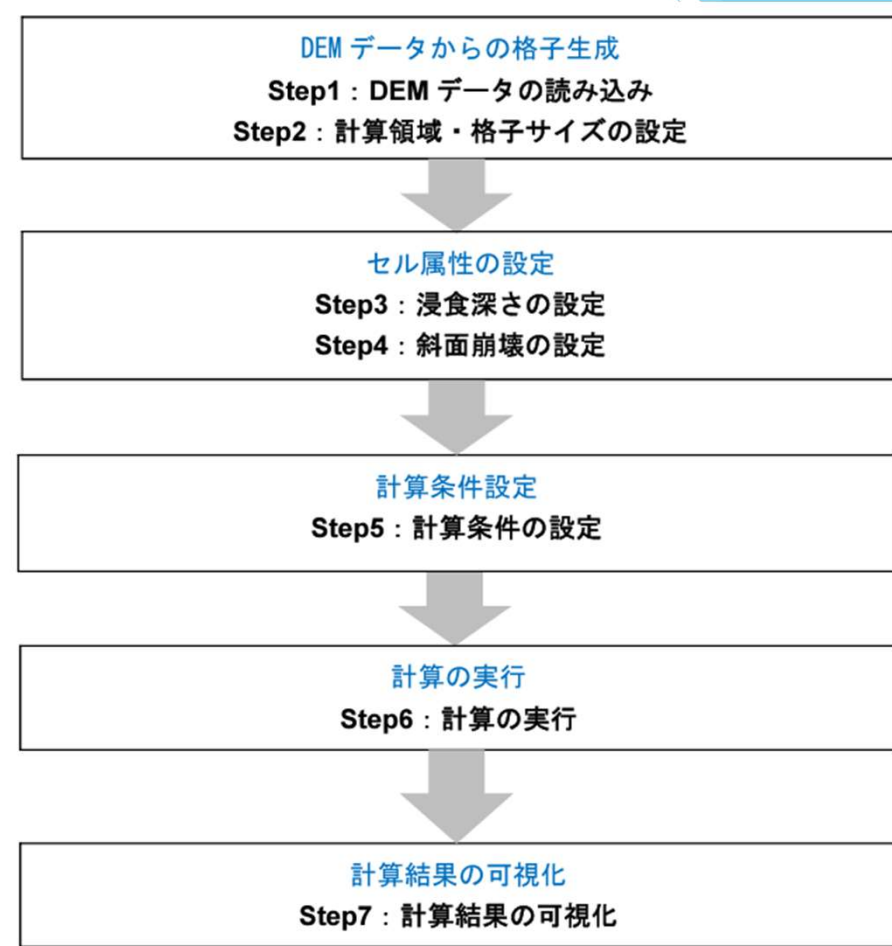 DEM データからの格子生成
Step1：DEM データの読み込み
Step2：計算領域・格子サイズの設定
セル属性の設定
Step3：浸食深さの設定
Step4：斜面崩壊の設定
計算条件設定
Step5：計算条件の設定
計算の実行
Step6：計算の実行
計算結果の可視化
Step7：計算結果の可視化